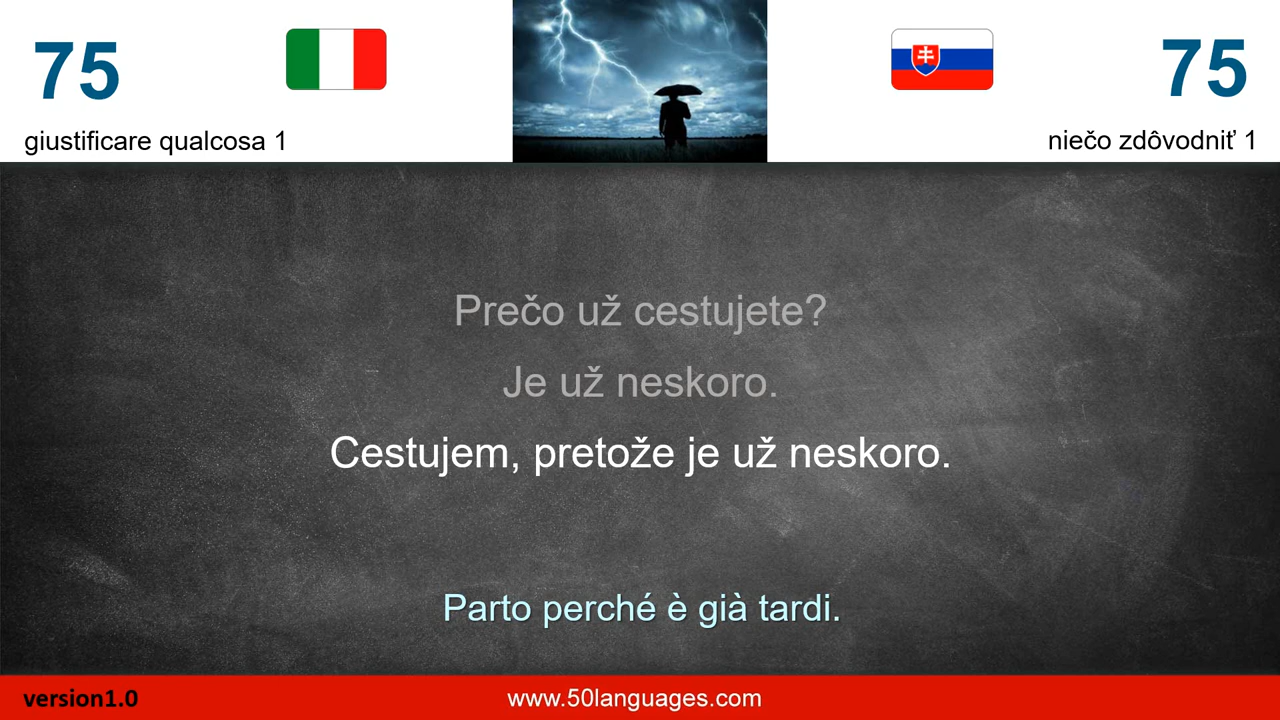 75
75
giustificare qualcosa 1
niečo zdôvodniť 1
Prečo už cestujete?
Je už neskoro.
Cestujem, pretože je už neskoro.
Parto perché è già tardi.
version1.0
www.50languages.com